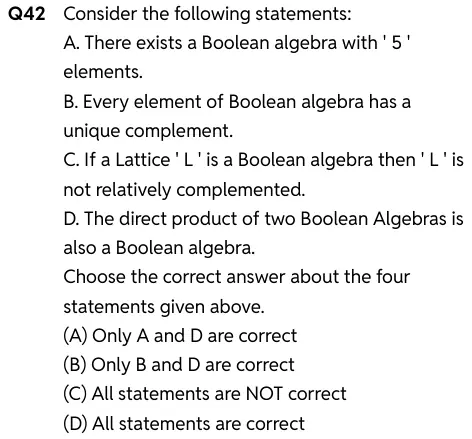 Q42 Consider the following statements:
A. There exists a Boolean algebra with ' 5 '
elements.
B. Every element of Boolean algebra has a
unique complement.
C. If a Lattice ' L ' is a Boolean algebra then ' L ' is
not relatively complemented.
D. The direct product of two Boolean Algebras is
also a Boolean algebra.
Choose the correct answer about the four
statements given above.
(A) Only A and D are correct
(B) Only B and D are correct
(C) All statements are NOT correct
(D) All statements are correct